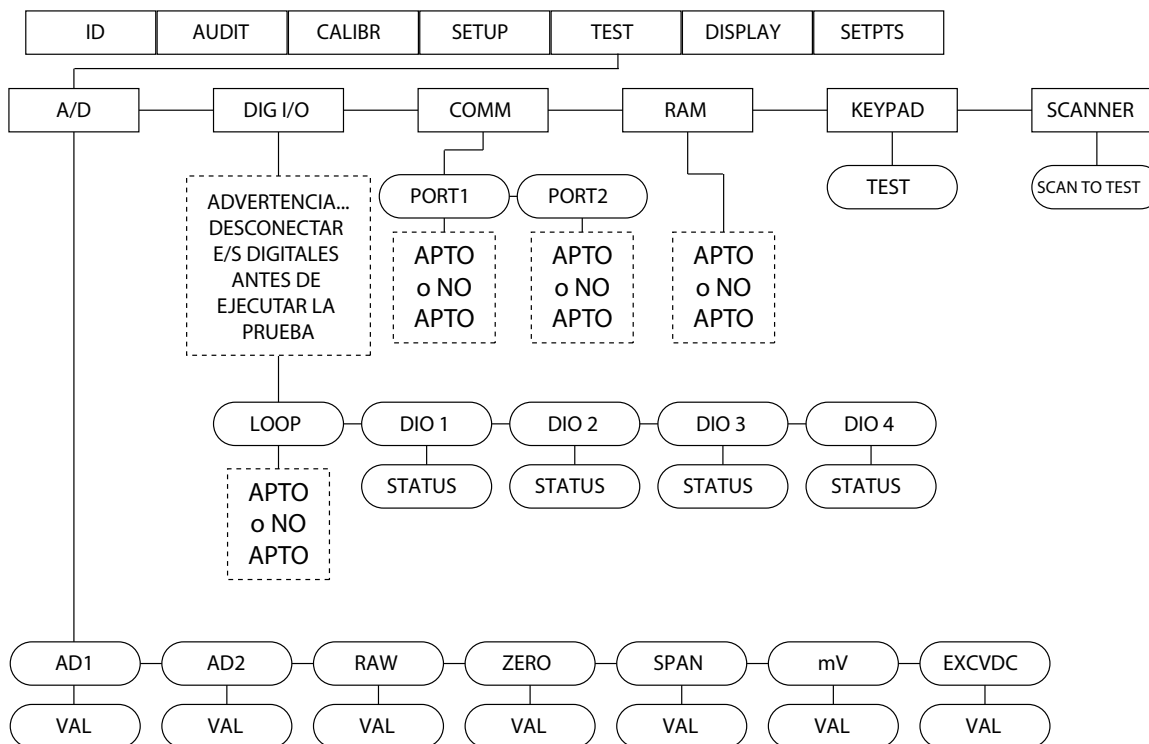 ID AUDIT CALIBR SETUP TEST DISPLAY SETPTS
A/D DIG I/O COMM RAM KEYPAD SCANNER
ADVERTENCIA...
DESCONECTAR
E/S DIGITALES
ANTES DE
EJECUTAR LA
PRUEBA
PORT1 PORT2
APTO
o NO
APTO
APTO
o NO
APTO
APTO
o NO
APTO
TEST
SCAN TO TEST
LOOP DIO 1 DIO 2 DIO 3 DIO 4
STATUS STATUS STATUS STATUS
APTO
o NO
APTO
AD1 AD2 RAW ZERO SPAN mV EXCVDC
VAL VAL VAL VAL VAL VAL VAL